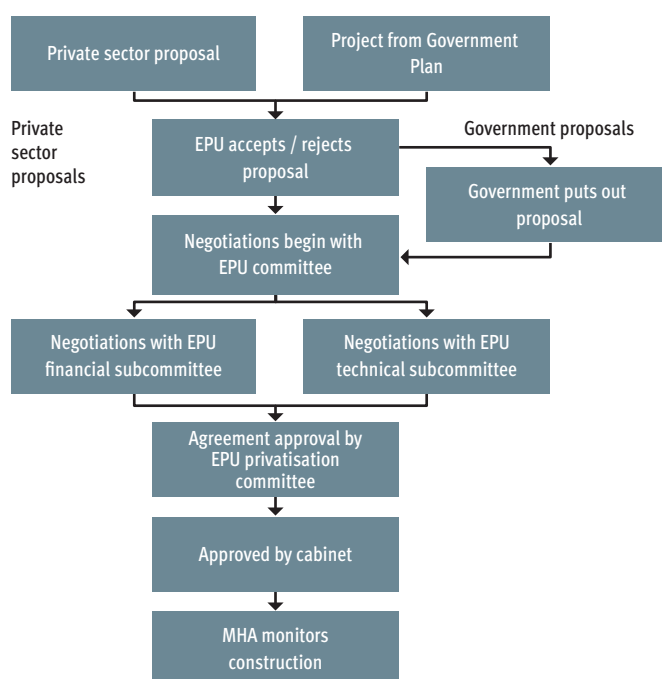 Private sector proposal
Project from Government
Plan
Private
sector
proposals
EPU accepts / rejects
proposal
Government proposals
Government puts out
proposal
Negotiations begin with
EPU committee
Negotiations with EPU
financial subcommittee
Negotiations with EPU
technical subcommittee
Agreement approval by
EPU privatisation
committee
Approved by cabinet
MHA monitors
construction